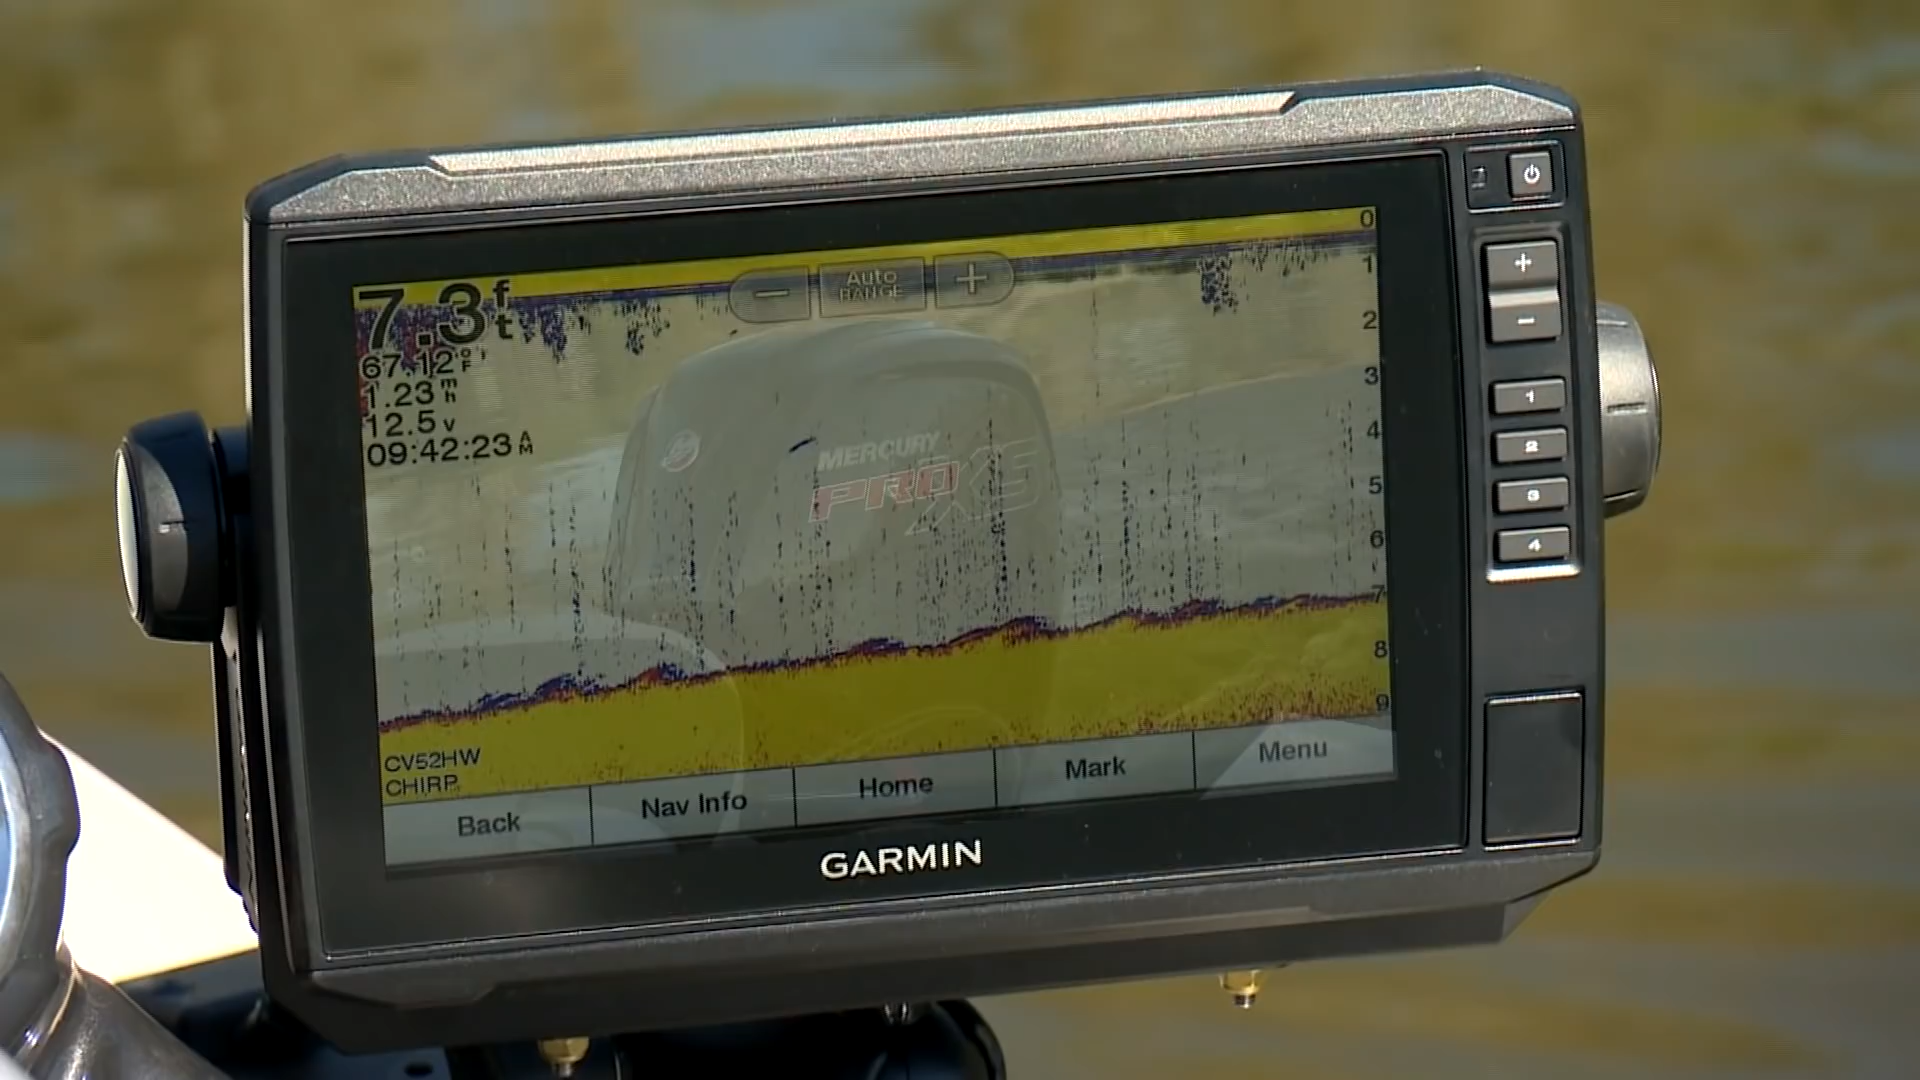 7.3 ft
67.12 °F
1.23 mh
12.5 v
09:42:23 AM
− Auto RANGE +
0
1
2
3
4
5
6
7
8
9
MERCURY
PRO XS
CV52HW
CHIRP
Back Nav Info Home Mark Menu
GARMIN
+
−
1
2
3
4